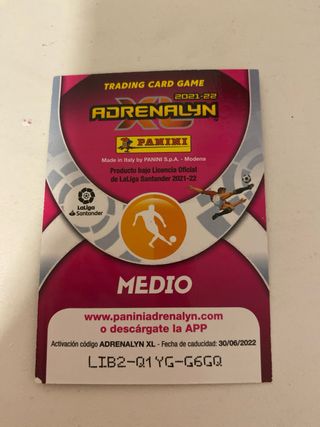 TRADING CARD GAME
2021-22
ADRENALYN
XL
PANINI
Made in Italy by PANINI S.p.A. - Modena
Producto bajo Licencia Oficial
de LaLiga Santander 2021-22
LaLiga
Santander
MEDIO
www.paniniadrenalyn.com
o descárgate la APP
Activación código ADRENALYN XL - Fecha de caducidad: 30/06/2022
LIB2-Q1YG-G6GQ